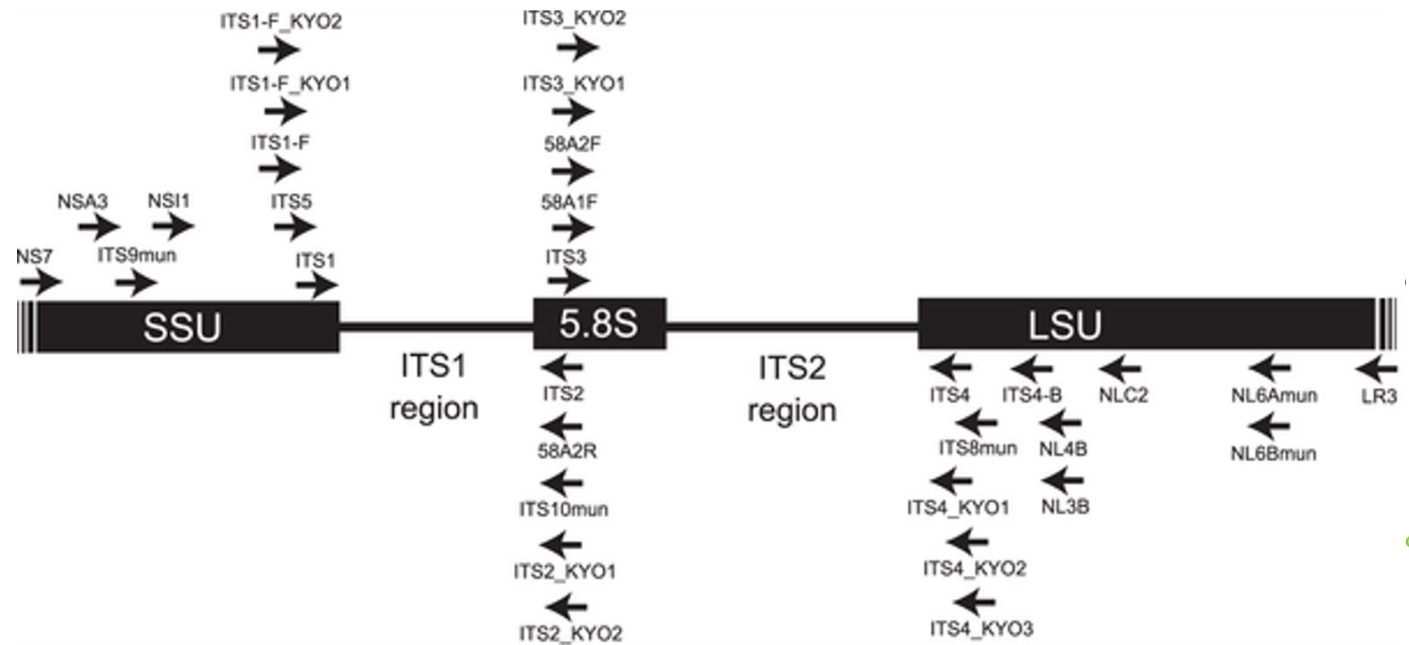 ITS1-F_KYO2
ITS3_KYO2
ITS1-F_KYO1
ITS3_KYO1
ITS1-F
58A2F
NSA3 NSI1 ITS5 58A1F
NS7 ITS9mun ITS1 ITS3
SSU 5.8S LSU
ITS1 region
ITS2 region
ITS2 ITS4 ITS4-B NLC2 NL6Amun LR3
58A2R ITS8mun NL4B NL6Bmun
ITS10mun ITS4_KYO1 NL3B
ITS2_KYO1 ITS4_KYO2
ITS2_KYO2 ITS4_KYO3